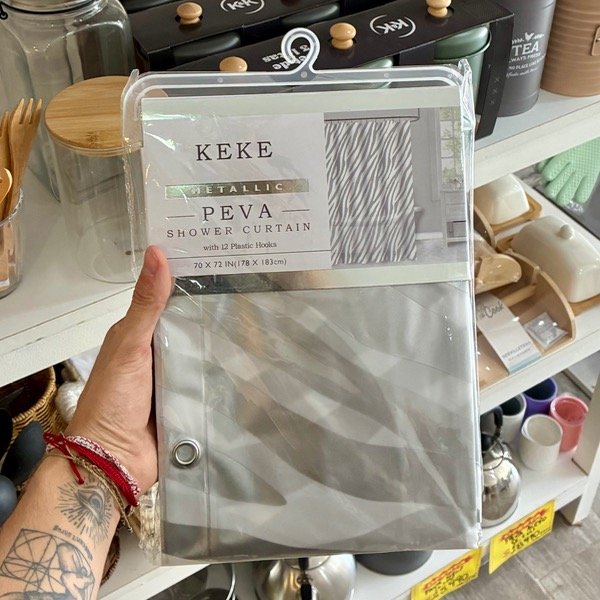 K&K
K&K
TEA
KEKE
METALLIC
PEVA
SHOWER CURTAIN
with 12 Plastic Hooks
70 X 72 IN(178 X 183cm)